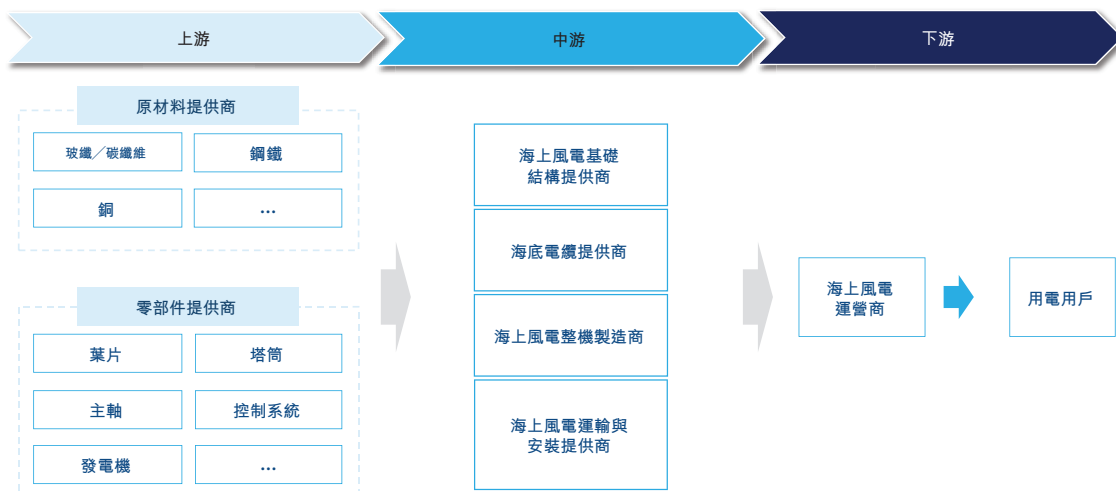 上游
中游
下游
原材料提供商
玻纖╱碳纖維
鋼鐵
銅
...
零部件提供商
葉片
塔筒
主軸
控制系統
發電機
...
海上風電基礎
結構提供商
海底電纜提供商
海上風電整機製造商
海上風電運輸與
安裝提供商
海上風電
運營商
用電用戶